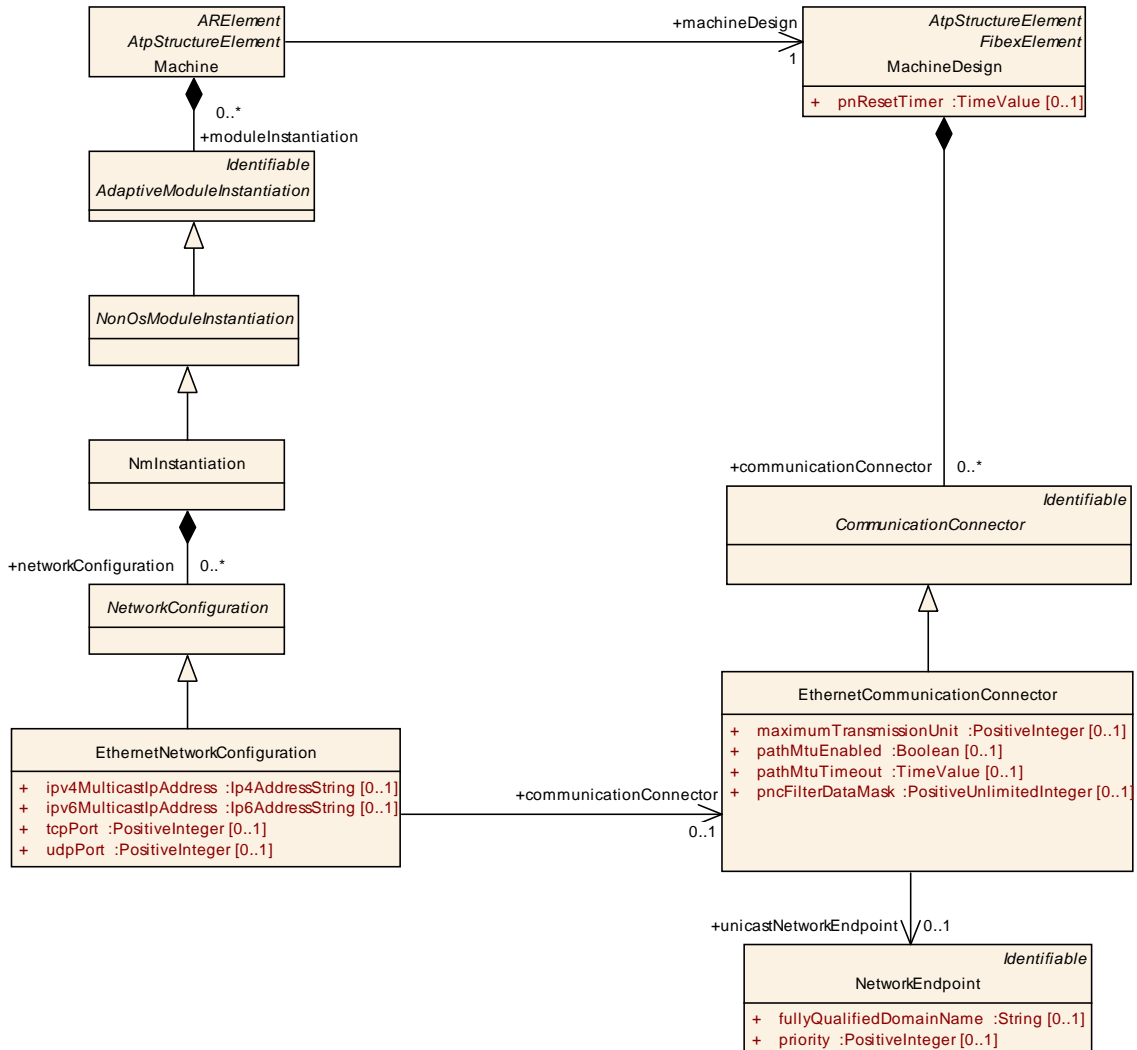 ARElement
AtpStructureElement
Machine
+machineDesign
1
AtpStructureElement
FibexElement
MachineDesign
+ pnResetTimer :TimeValue [0..1]
0..*
+moduleInstantiation
Identifiable
AdaptiveModuleInstantiation
NonOsModuleInstantiation
NmInstantiation
+communicationConnector 0..*
Identifiable
CommunicationConnector
+networkConfiguration 0..*
NetworkConfiguration
EthernetNetworkConfiguration
+ ipv4MulticastIpAddress :Ip4AddressString [0..1]
+ ipv6MulticastIpAddress :Ip6AddressString [0..1]
+ tcpPort :PositiveInteger [0..1]
+ udpPort :PositiveInteger [0..1]
+communicationConnector
0..1
EthernetCommunicationConnector
+ maximumTransmissionUnit :PositiveInteger [0..1]
+ pathMtuEnabled :Boolean [0..1]
+ pathMtuTimeout :TimeValue [0..1]
+ pncFilterDataMask :PositiveUnlimitedInteger [0..1]
+unicastNetworkEndpoint 0..1
Identifiable
NetworkEndpoint
+ fullyQualifiedDomainName :String [0..1]
+ priority :PositiveInteger [0..1]